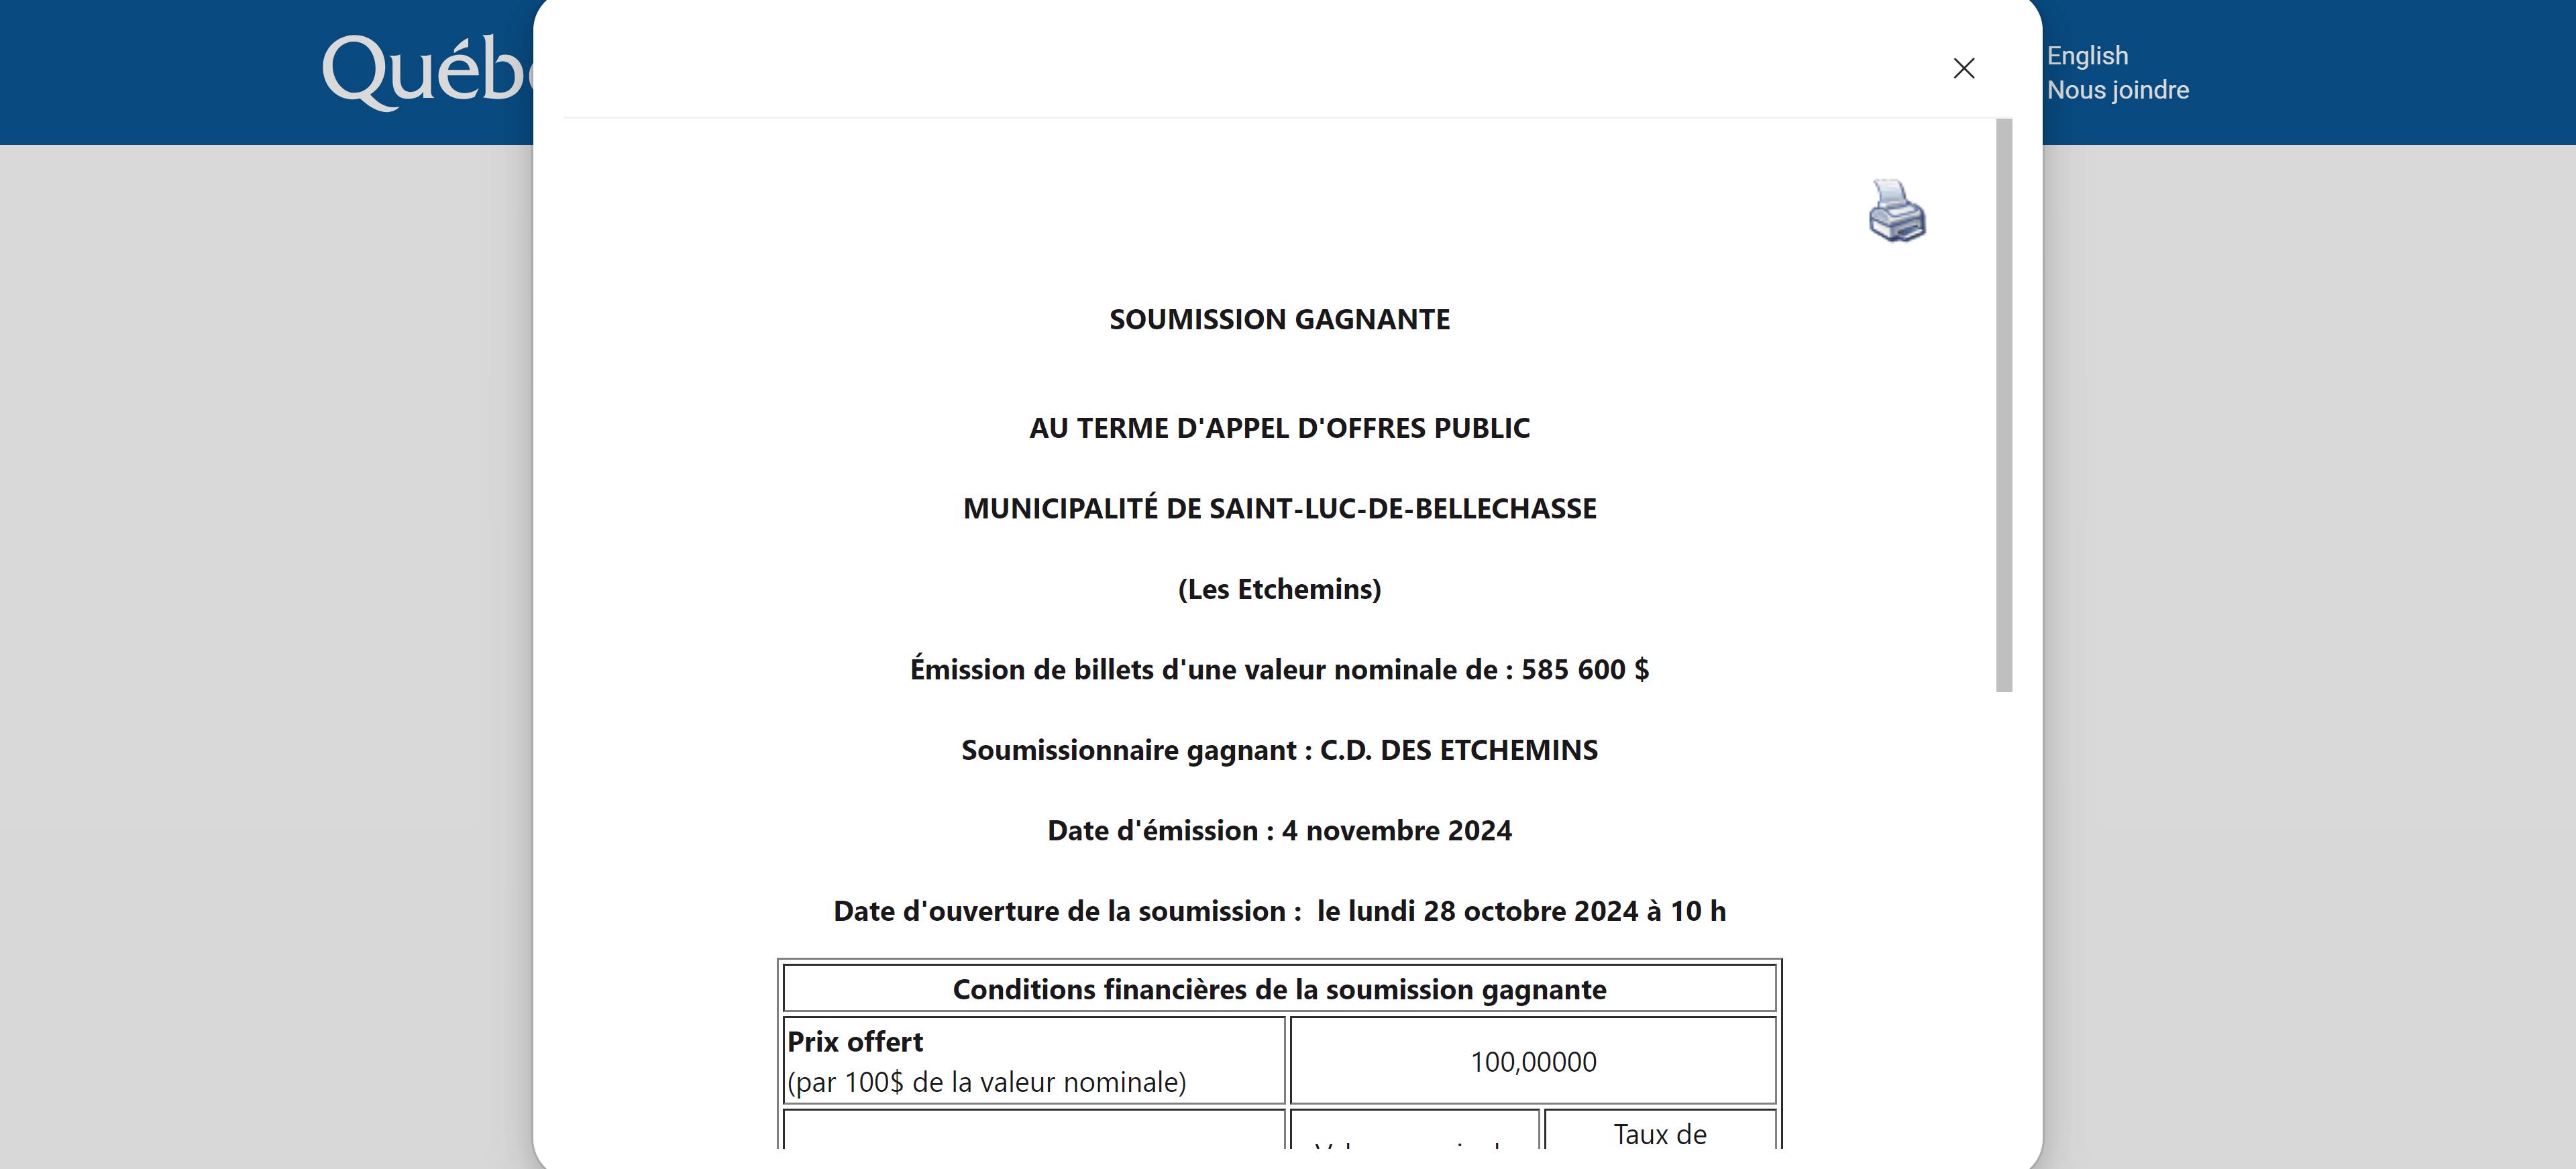 English
Nous joindre
SOUMISSION GAGNANTE
AU TERME D'APPEL D'OFFRES PUBLIC
MUNICIPALITÉ DE SAINT-LUC-DE-BELLECHASSE
(Les Etchemins)
Émission de billets d'une valeur nominale de : 585 600 $
Soumissionnaire gagnant : C.D. DES ETCHEMINS
Date d'émission : 4 novembre 2024
Date d'ouverture de la soumission :  le lundi 28 octobre 2024 à 10 h
Conditions financières de la soumission gagnante
Prix offert
(par 100$ de la valeur nominale)
100,00000
Taux de